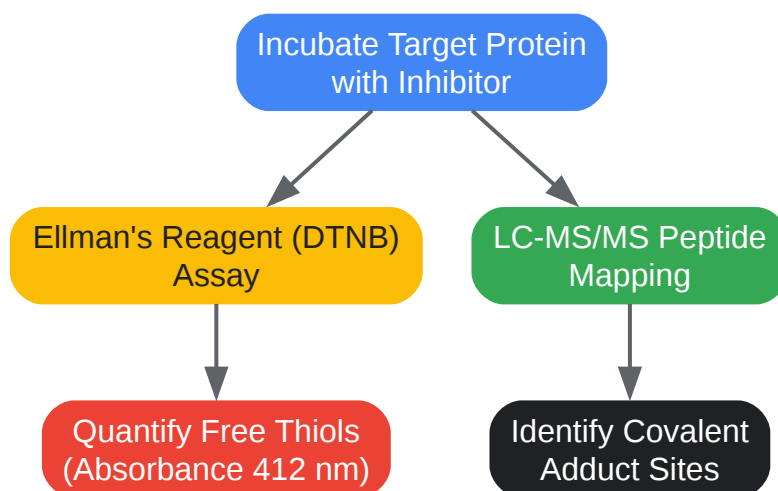 Incubate Target Protein
with Inhibitor
Ellman's Reagent (DTNB)
Assay
LC-MS/MS Peptide
Mapping
Quantify Free Thiols
(Absorbance 412 nm)
Identify Covalent
Adduct Sites